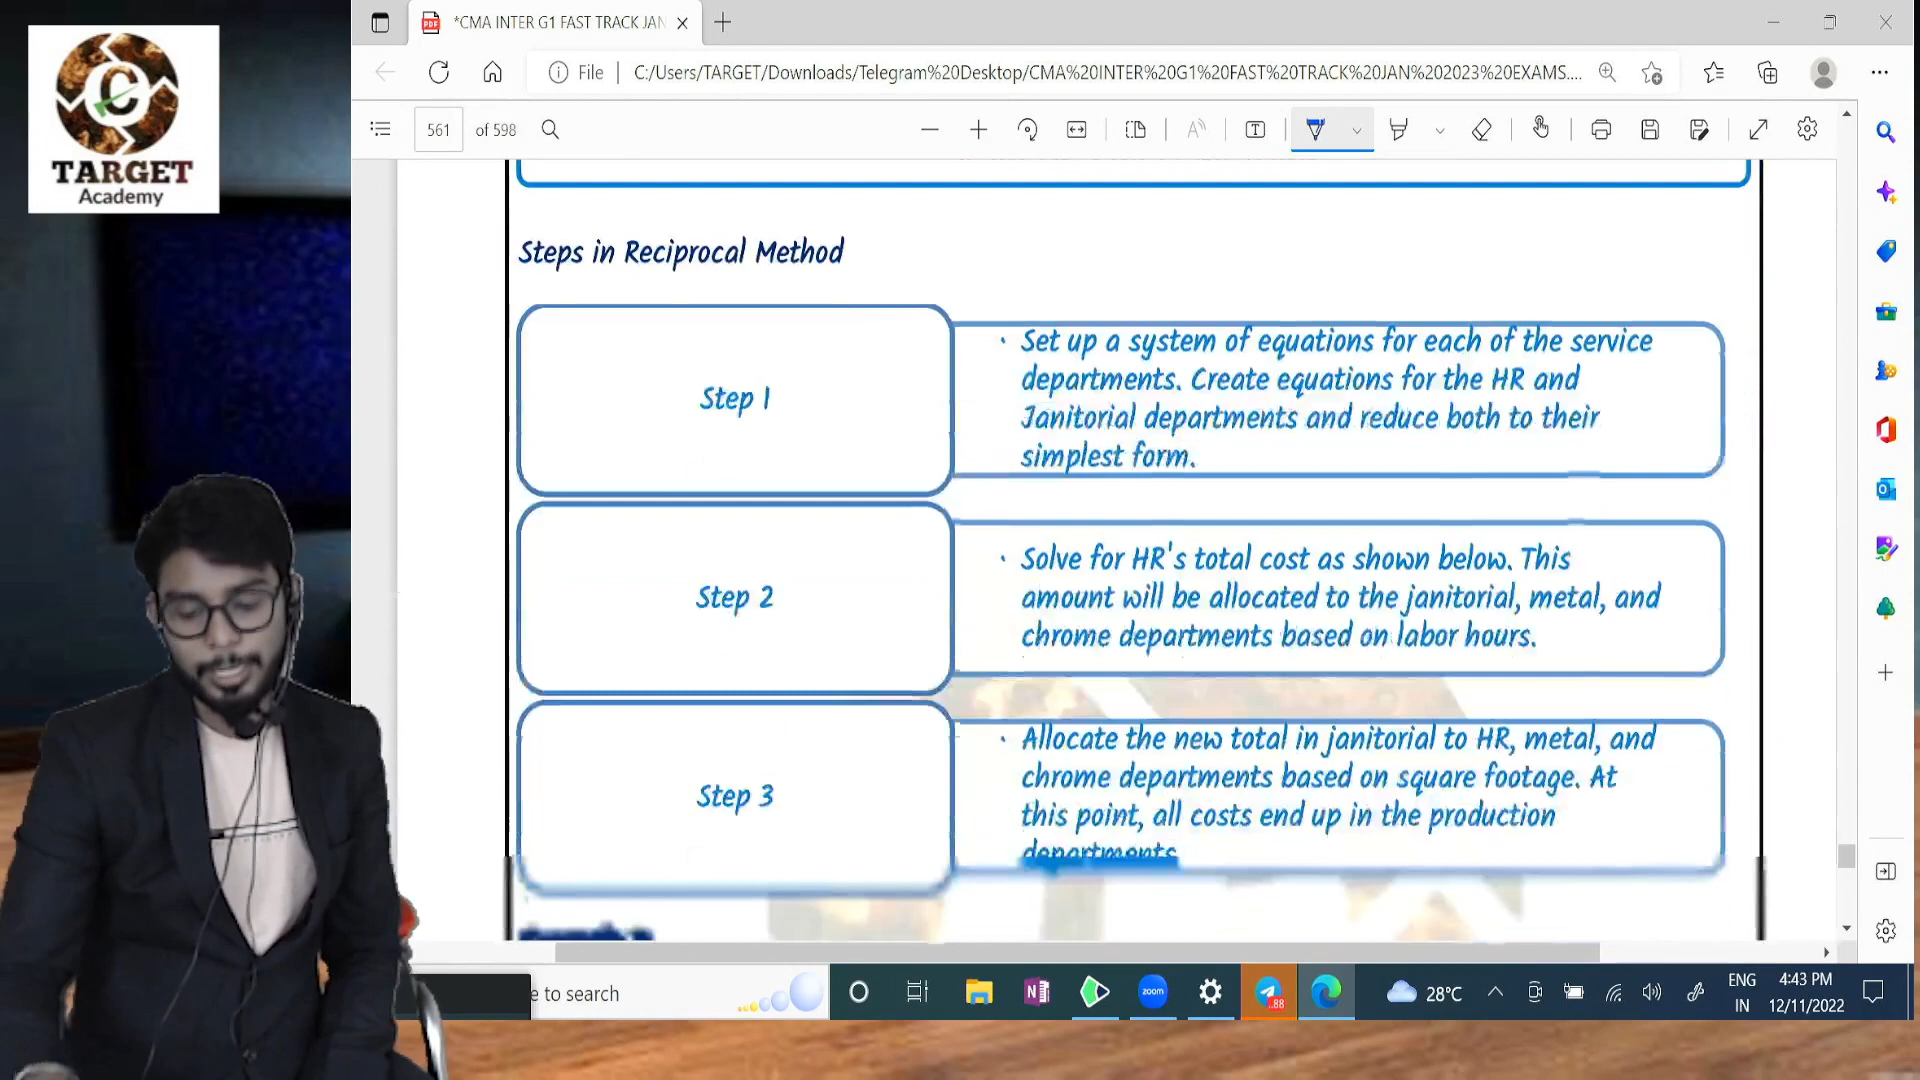 *CMA INTER G1 FAST TRACK JAN
File
C:/Users/TARGET/Downloads/Telegram%20Desktop/CMA%20INTER%20G1%20FAST%20TRACK%20JAN%202023%20EXAMS....
561
of 598
TARGET
Academy
Steps in Reciprocal Method
Step 1
· Set up a system of equations for each of the service
departments. Create equations for the HR and
Janitorial departments and reduce both to their
simplest form.
Step 2
· Solve for HR's total cost as shown below. This
amount will be allocated to the janitorial, metal, and
chrome departments based on labor hours.
Step 3
· Allocate the new total in janitorial to HR, metal, and
chrome departments based on square footage. At
this point, all costs end up in the production
departments
e to search
zoom
88
28°C
ENG
IN
4:43 PM
12/11/2022